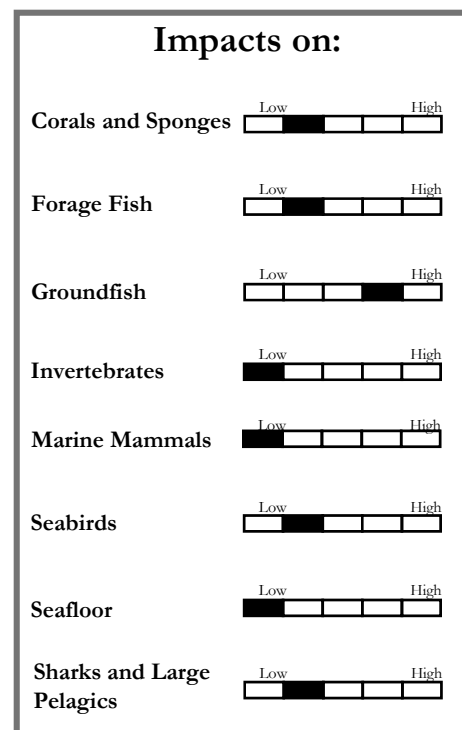 Impacts on:
Low High
Corals and Sponges
Low High
Forage Fish
Low High
Groundfish
Low High
Invertebrates
Low High
Marine Mammals
Low High
Seabirds
Low High
Seafloor
Sharks and Large Low High
Pelagics